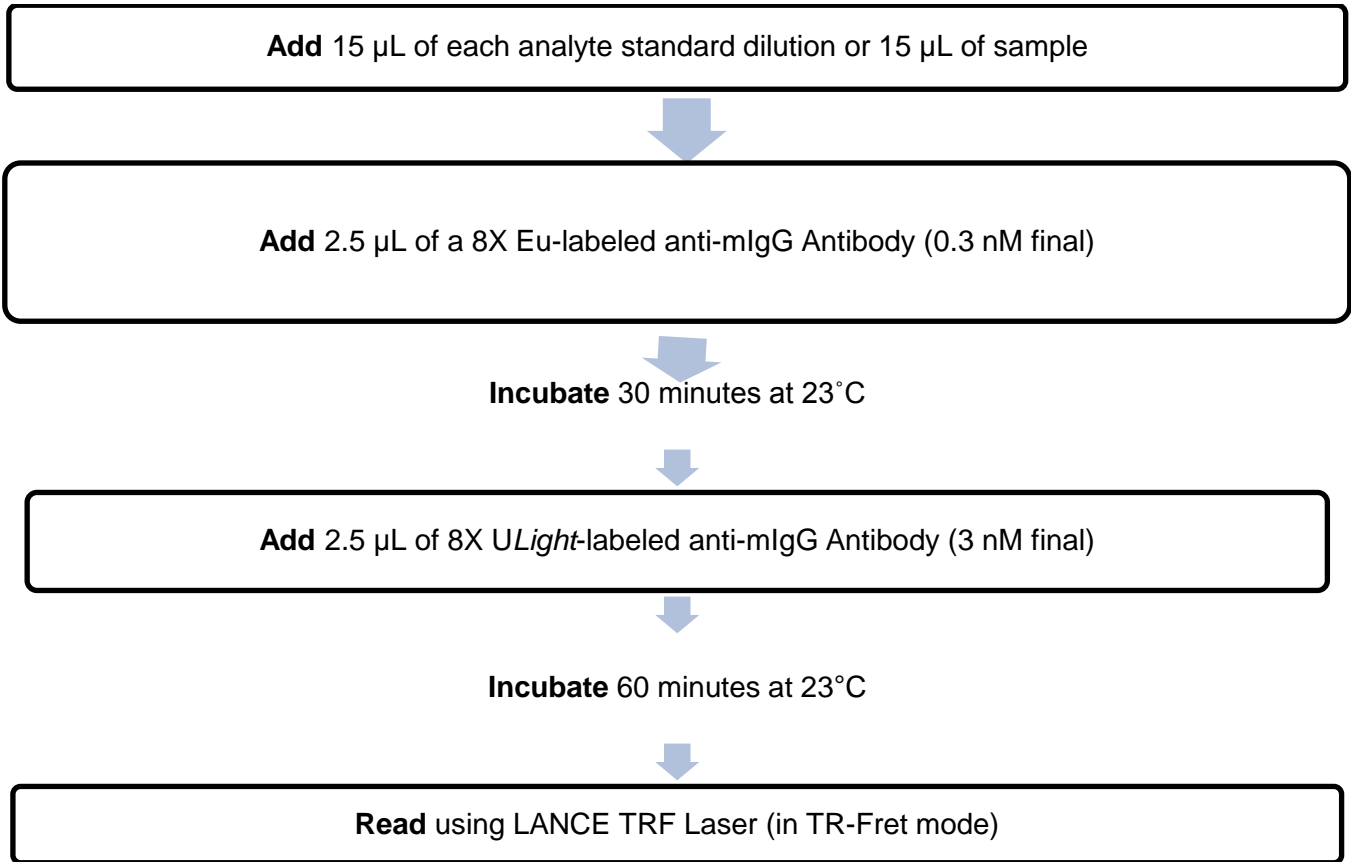 Add 15 µL of each analyte standard dilution or 15 µL of sample
Add 2.5 µL of a 8X Eu-labeled anti-mIgG Antibody (0.3 nM final)
Incubate 30 minutes at 23˚C
Add 2.5 µL of 8X ULight-labeled anti-mIgG Antibody (3 nM final)
Incubate 60 minutes at 23°C
Read using LANCE TRF Laser (in TR-Fret mode)